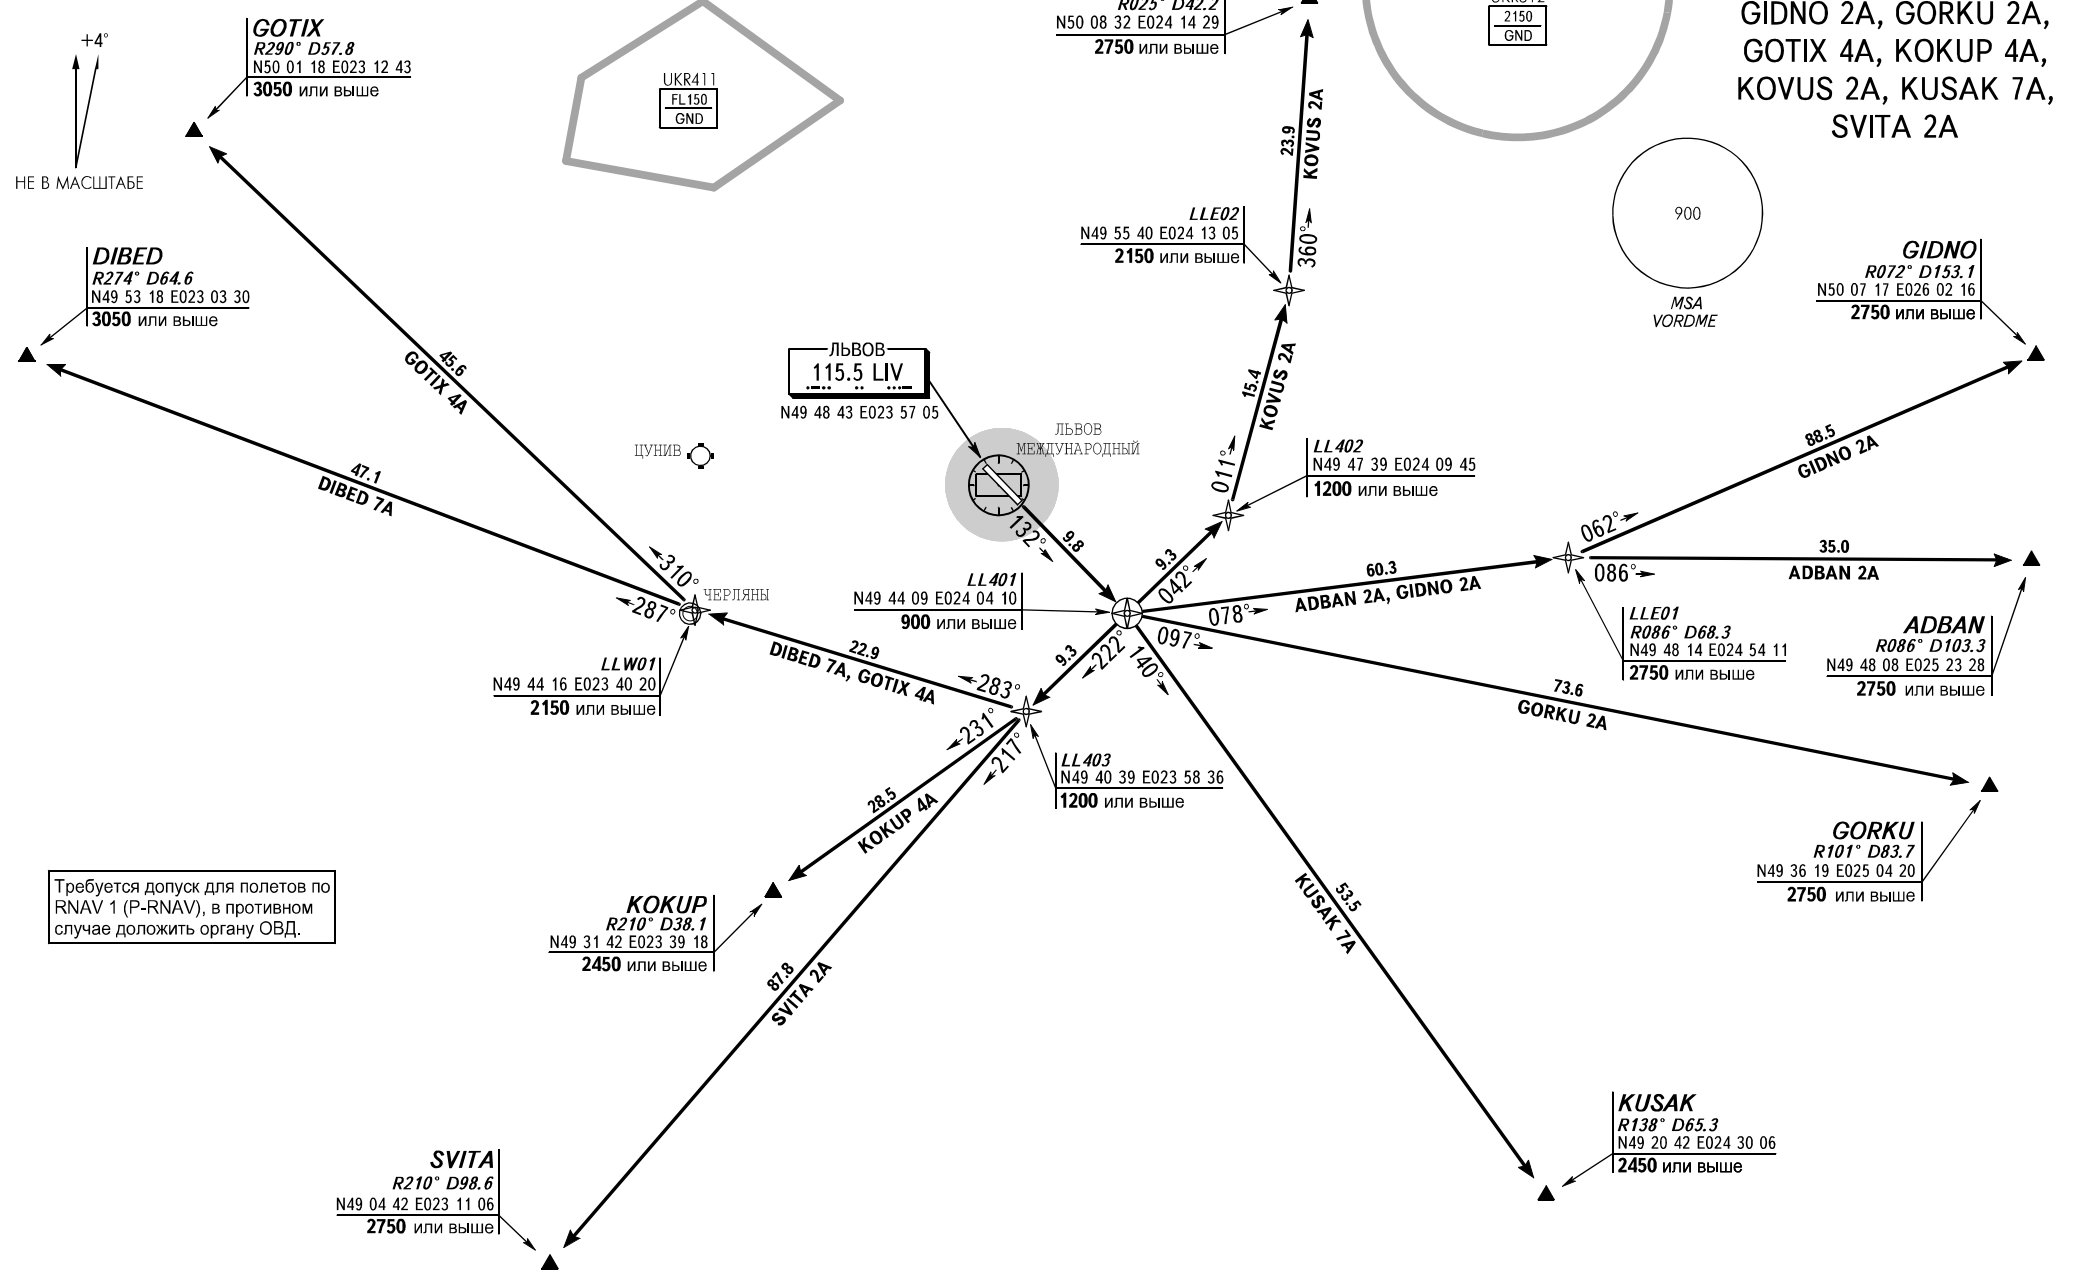 GIDNO 2A, GORKU 2A,
GOTIX 4A, KOKUP 4A,
KOVUS 2A, KUSAK 7A,
SVITA 2A
+4°
НЕ В МАСШТАБЕ
GOTIX
R290° D57.8
N50 01 18 E023 12 43
3050 или выше
UKR411
FL150
GND
R025° D42.2
N50 08 32 E024 14 29
2750 или выше
2150
GND
23.9
KOVUS 2A
900
MSA
VORDME
LLE02
N49 55 40 E024 13 05
2150 или выше
360°
DIBED
R274° D64.6
N49 53 18 E023 03 30
3050 или выше
GIDNO
R072° D153.1
N50 07 17 E026 02 16
2750 или выше
45.6
GOTIX 4A
ЛЬВОВ
115.5 LIV
N49 48 43 E023 57 05
15.4
KOVUS 2A
011°
ЦУНИВ
ЛЬВОВ
МЕЖДУНАРОДНЫЙ
LL402
N49 47 39 E024 09 45
1200 или выше
88.5
GIDNO 2A
47.1
DIBED 7A
132°
9.8
062°
35.0
086°
ADBAN 2A
310°
287°
ЧЕРЛЯНЫ
LL401
N49 44 09 E024 04 10
900 или выше
9.3
042°
60.3
ADBAN 2A, GIDNO 2A
078°
097°
LLE01
R086° D68.3
N49 48 14 E024 54 11
2750 или выше
ADBAN
R086° D103.3
N49 48 08 E025 23 28
2750 или выше
LLW01
N49 44 16 E023 40 20
2150 или выше
22.9
DIBED 7A, GOTIX 4A
283°
9.3
222°
140°
231°
217°
73.6
GORKU 2A
LL403
N49 40 39 E023 58 36
1200 или выше
28.5
KOKUP 4A
GORKU
R101° D83.7
N49 36 19 E025 04 20
2750 или выше
Требуется допуск для полетов по
RNAV 1 (P-RNAV), в противном
случае доложить органу ОВД.
KOKUP
R210° D38.1
N49 31 42 E023 39 18
2450 или выше
53.5
KUSAK 7A
87.8
SVITA 2A
KUSAK
R138° D65.3
N49 20 42 E024 30 06
2450 или выше
SVITA
R210° D98.6
N49 04 42 E023 11 06
2750 или выше